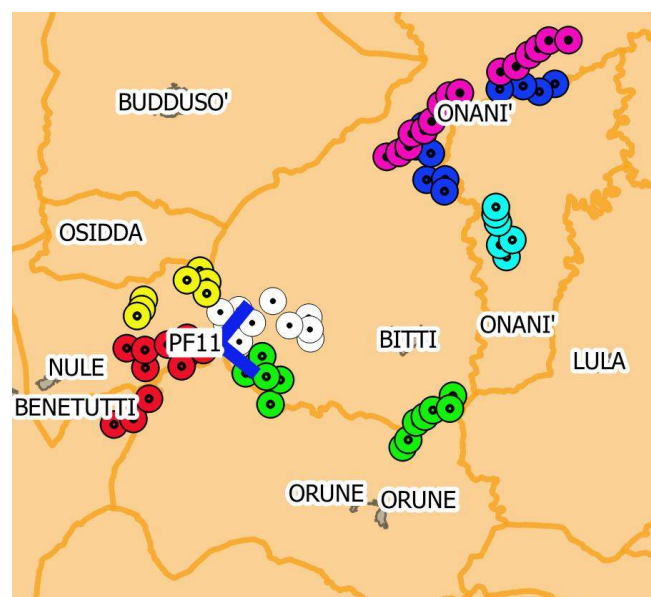 BUDDUSO'
ONANI'
OSIDDA
PF11
BITTI
ONANI'
NULE
LULA
BENETUTTI
ORUNE ORUNE